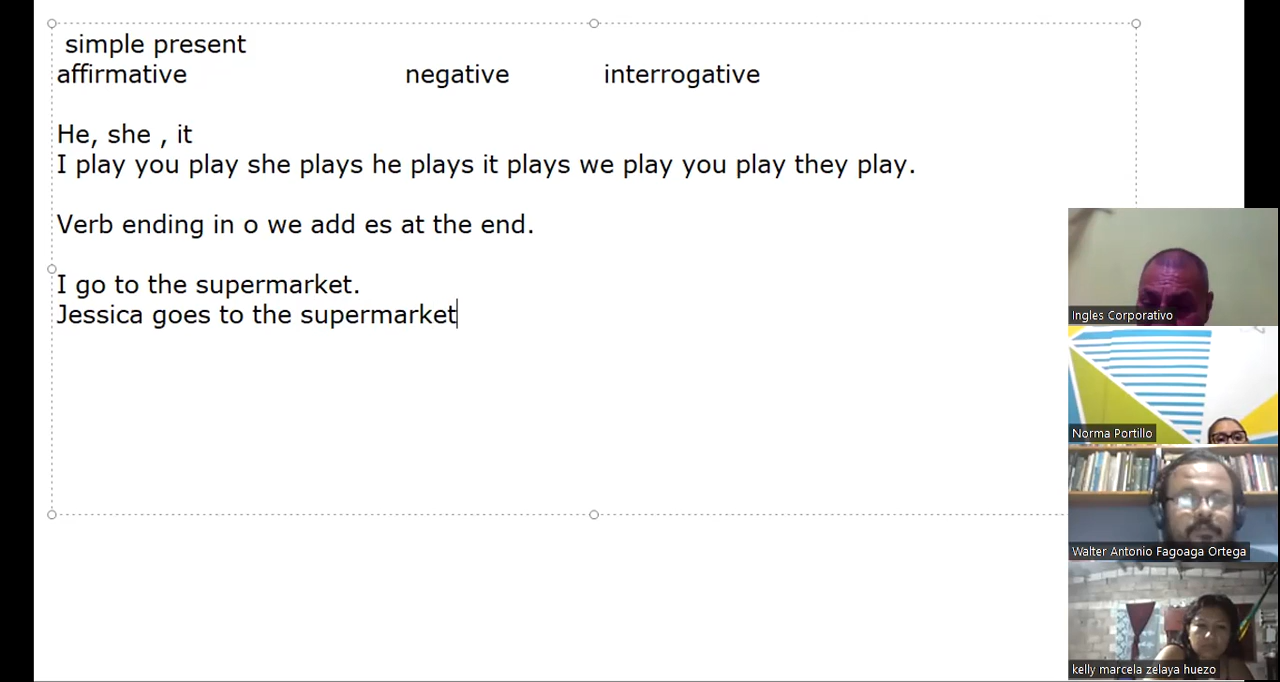 simple present
affirmative negative interrogative
He, she , it
I play you play she plays he plays it plays we play you play they play.
Verb ending in o we add es at the end.
I go to the supermarket.
Jessica goes to the supermarket
Ingles Corporativo
Norma Portillo
Walter Antonio Fagoaga Ortega
kelly marcela zelaya huezo